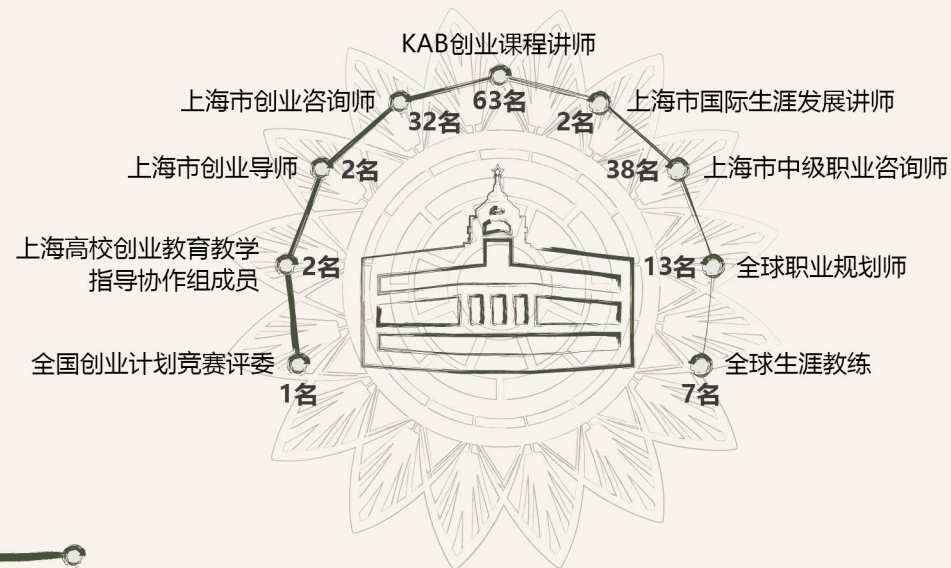 KAB创业课程讲师
63名
上海市创业咨询师
32名
上海市国际生涯发展讲师
2名
上海市创业导师
2名
38名
上海市中级职业咨询师
上海高校创业教育教学
指导协作组成员
2名
13名
全球职业规划师
全国创业计划竞赛评委
1名
全球生涯教练
7名